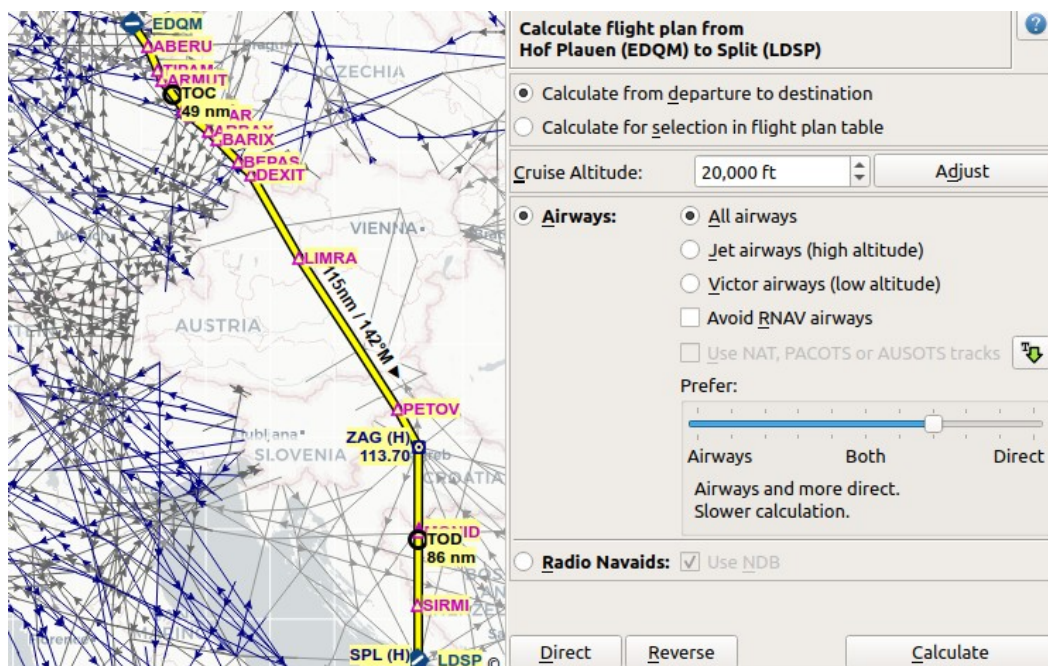 EDQM
ABERU
ARMUT
TOC
49 nm
BARIX
BEPAS
DEXIT
CZECHIA
VIENNA
LIMRA
115nm / 142°M
AUSTRIA
PETOV
ZAG (H)
113.70
SLOVENIA
CROATIA
TOD
86 nm
SIRMI
SPL (H)
LDSP
©
Calculate flight plan from
Hof Plauen (EDQM) to Split (LDSP)
?
Calculate from departure to destination
Calculate for selection in flight plan table
Cruise Altitude: 20,000 ft Adjust
Airways: All airways
Jet airways (high altitude)
Victor airways (low altitude)
Avoid RNAV airways
Use NAT, PACOTS or AUSOTS tracks T
Prefer:
Airways Both Direct
Airways and more direct.
Slower calculation.
Radio Navaids: Use NDB
Direct Reverse Calculate